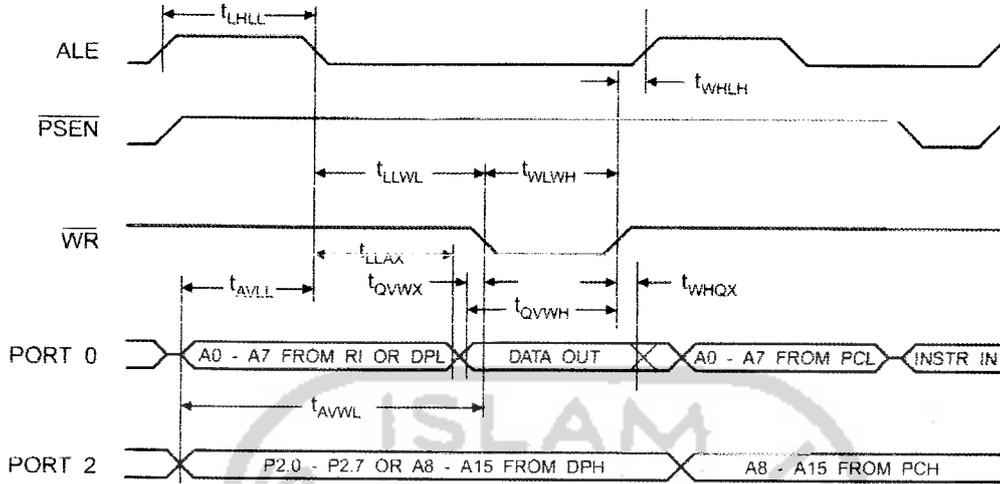 tLHLL
ALE
tWHLH
PSEN
tLLWL
tWLWH
WR
tLLAX
tAVLL
tQVWX
tWHQX
tQVWH
PORT 0
A0 - A7 FROM RI OR DPL
DATA OUT
A0 - A7 FROM PCL
INSTR IN
tAVWL
ISLAM
PORT 2
P2.0 - P2.7 OR A8 - A15 FROM DPH
A8 - A15 FROM PCH